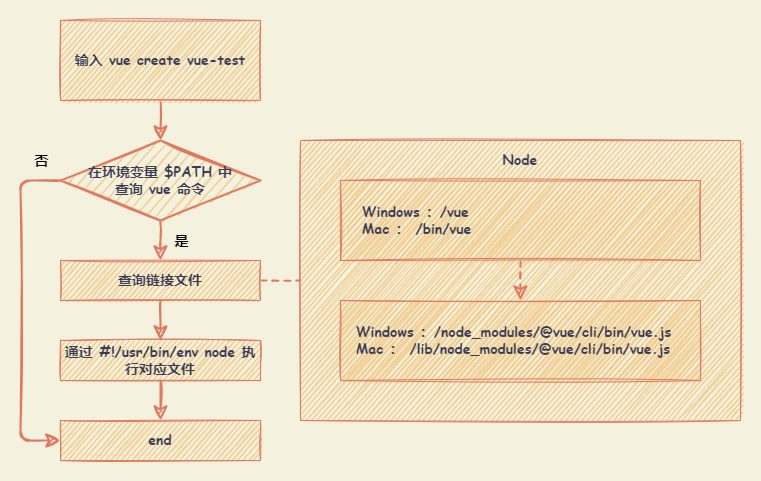 输入 vue create vue-test
否
在环境变量 $PATH 中
查询 vue 命令
是
查询链接文件
通过 #!/usr/bin/env node 执
行对应文件
end
Node
Windows : /vue
Mac : /bin/vue
Windows : /node_modules/@vue/cli/bin/vue.js
Mac : /lib/node_modules/@vue/cli/bin/vue.js